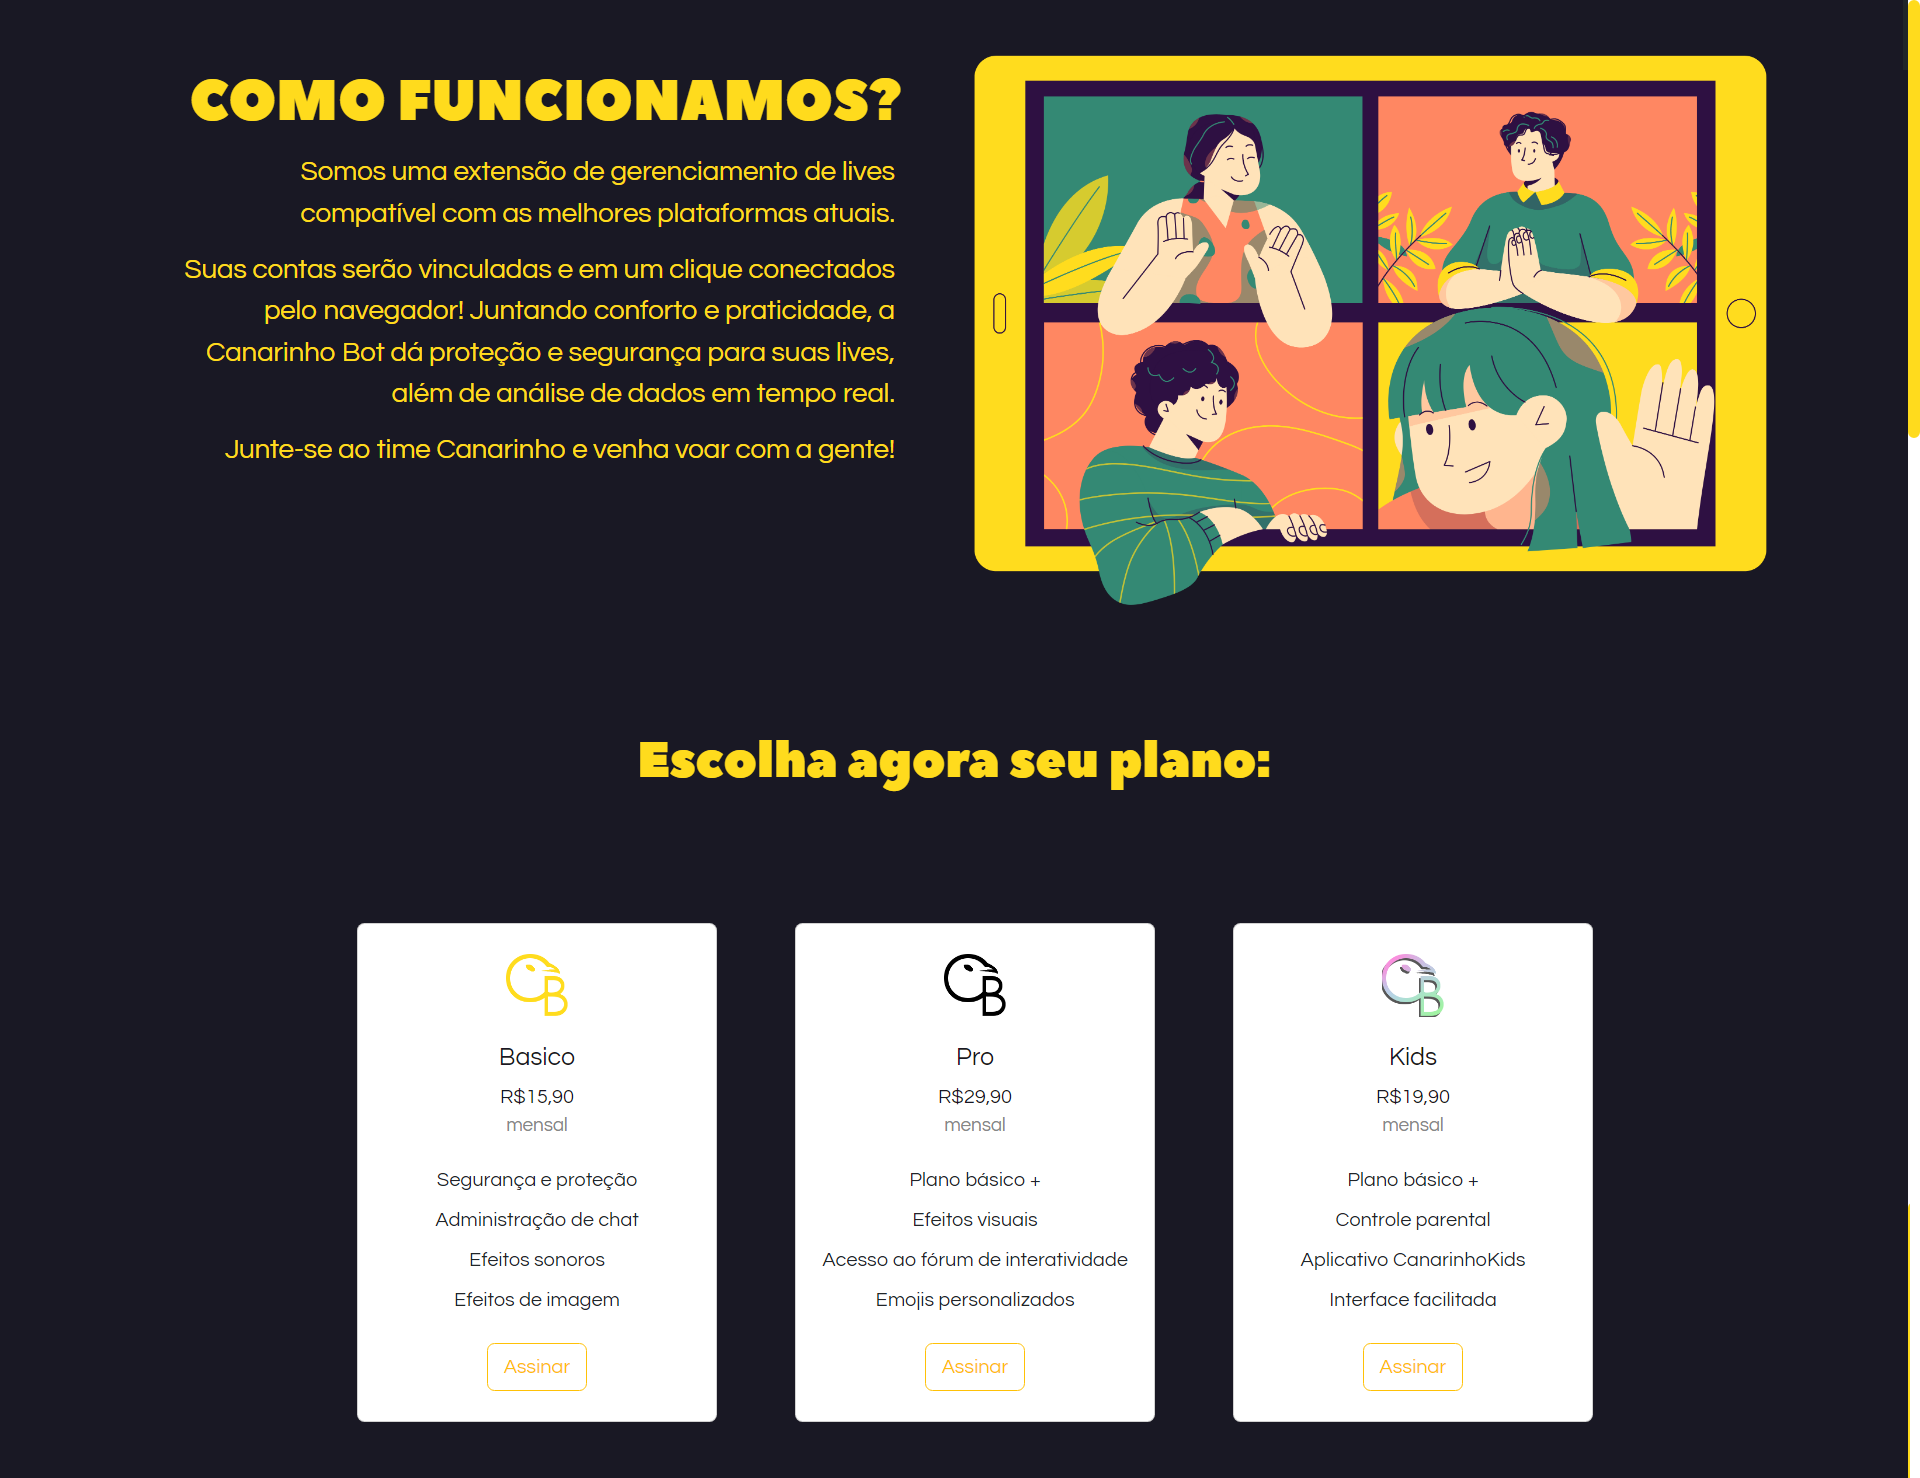 COMO FUNCIONAMOS?
Somos uma extensão de gerenciamento de lives
compatível com as melhores plataformas atuais.
Suas contas serão vinculadas e em um clique conectados
pelo navegador! Juntando conforto e praticidade, a
Canarinho Bot dá proteção e segurança para suas lives,
além de análise de dados em tempo real.
Junte-se ao time Canarinho e venha voar com a gente!
Escolha agora seu plano:
B
Basico
R$15,90
mensal
Segurança e proteção
Administração de chat
Efeitos sonoros
Efeitos de imagem
Assinar
B
Pro
R$29,90
mensal
Plano básico +
Efeitos visuais
Acesso ao fórum de interatividade
Emojis personalizados
Assinar
B
Kids
R$19,90
mensal
Plano básico +
Controle parental
Aplicativo CanarinhoKids
Interface facilitada
Assinar